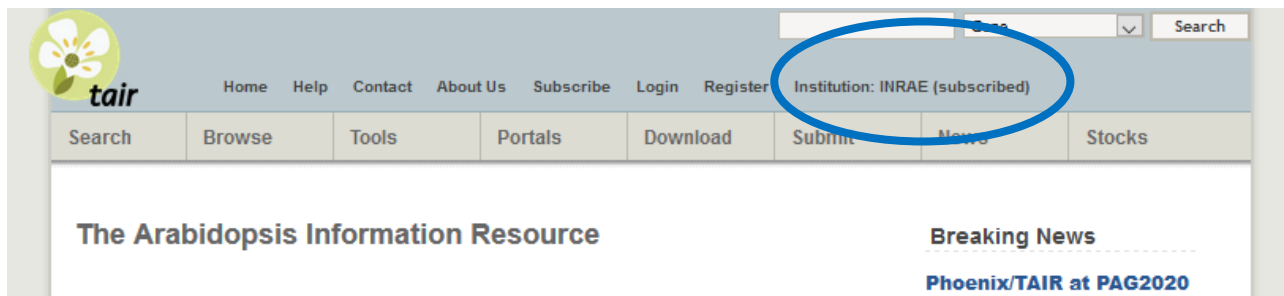 Gene Search
tair
Home Help Contact About Us Subscribe Login Register Institution: INRAE (subscribed)
Search Browse Tools Portals Download Submit News Stocks
The Arabidopsis Information Resource
Breaking News
Phoenix/TAIR at PAG2020